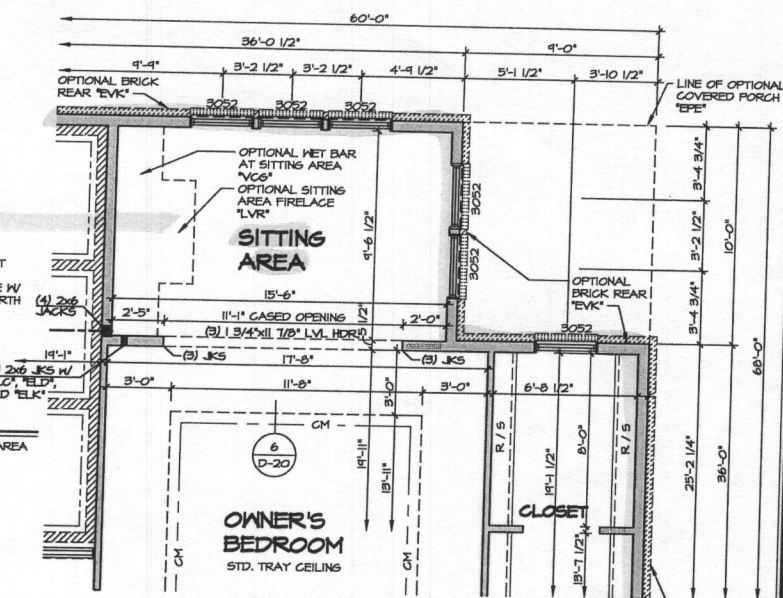 60'-0"
36'-0 1/2"
9'-0"
9'-9"
3'-2 1/2"
3'-2 1/2"
4'-9 1/2"
5'-1 1/2"
3'-10 1/2"
OPTIONAL BRICK
REAR "EVK"
LINE OF OPTIONAL
COVERED PORCH
"EPE"
3052
3052
3052
OPTIONAL WET BAR
AT SITTING AREA
"VCG"
OPTIONAL SITTING
AREA FIRELACE
"LVR"
SITTING
AREA
9'-6 1/2"
3052
3052
3'-4 3/4"
3'-2 1/2"
3'-4 3/4"
10'-0"
68'-0"
OPTIONAL
BRICK REAR
"EVK"
E W/
RTH
(4) 2x6
JACKS
15'-6"
2'-5"
11'-1" CASED OPENING
2'-0"
(3) 1 3/4"x11 7/8" LVL HDR
3052
(3) JKS
(3) JKS
19'-1"
17'-8"
2x6 JKS W/
"ELD",
"ELK"
3'-0"
11'-8"
3'-0"
6'-8 1/2"
3'-0"
CM
6
D-20
R / S
R / S
8'-0"
19'-11"
13'-11"
19'-1 1/2"
25'-2 1/4"
36'-0"
AREA
CLOSET
OWNER'S
BEDROOM
STD. TRAY CEILING
CM
CM
13'-7 1/2"